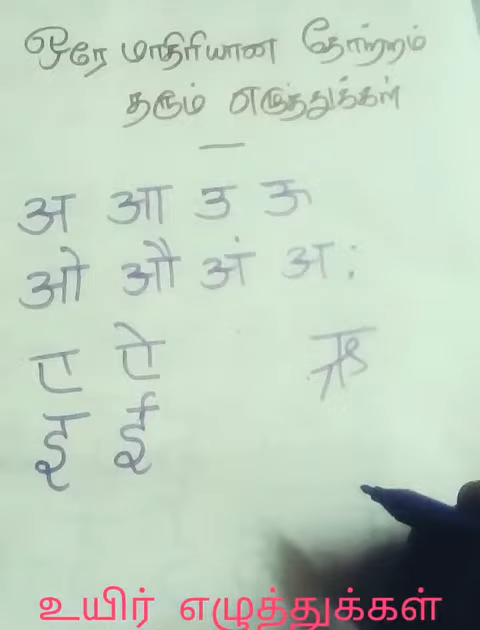 ஒரே மாதிரியான தோற்றம்
தரும் எழுத்துக்கள்
अ आ उ ऊ
ओ औ अं अ:
ए ऐ ऋ
इ ई
உயிர் எழுத்துக்கள்